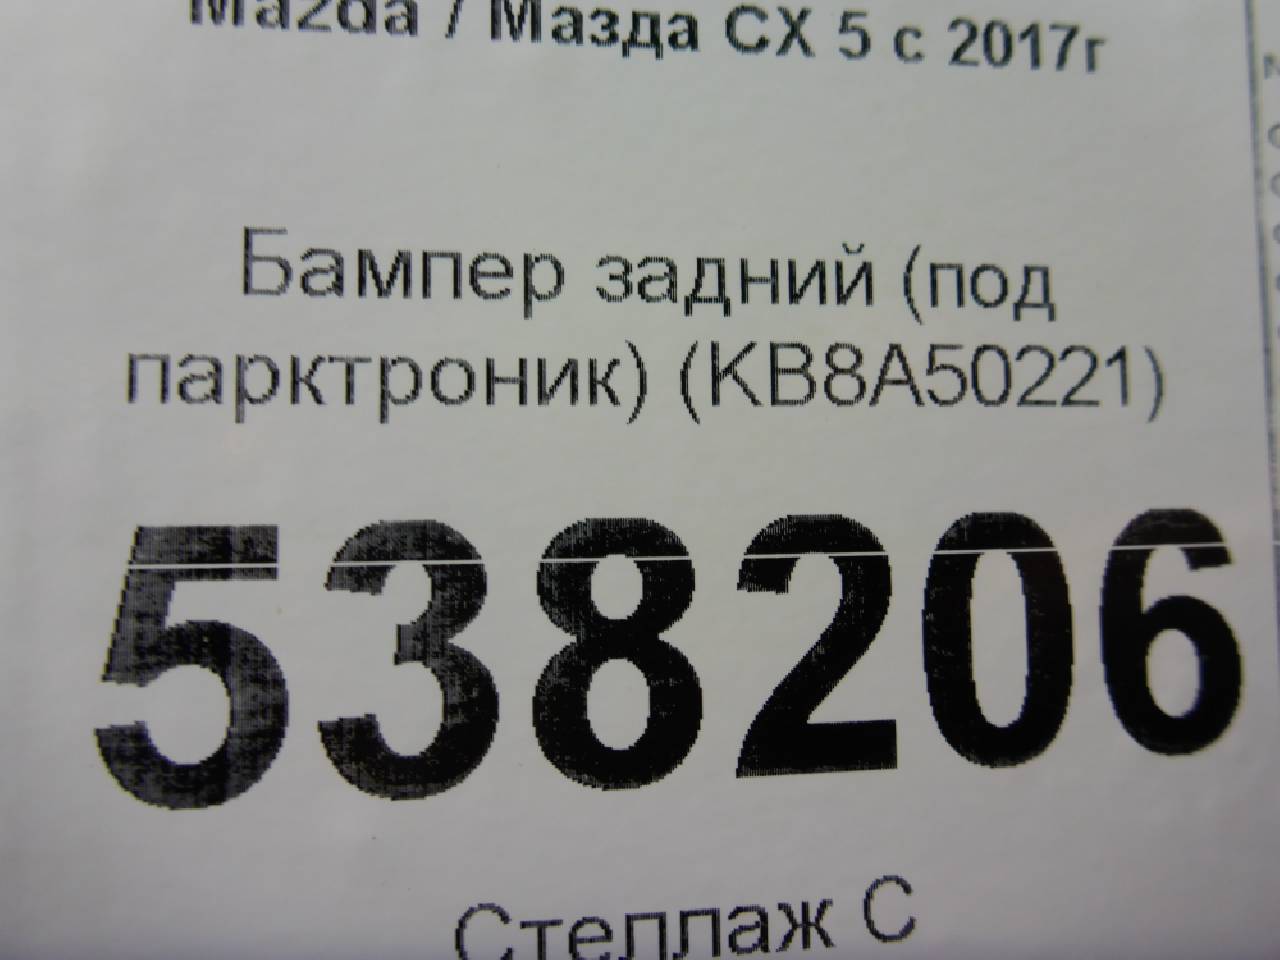 Mazda / Мазда CX 5 с 2017г
Бампер задний (под
парктроник) (KB8A50221)
538206
Стеллаж С